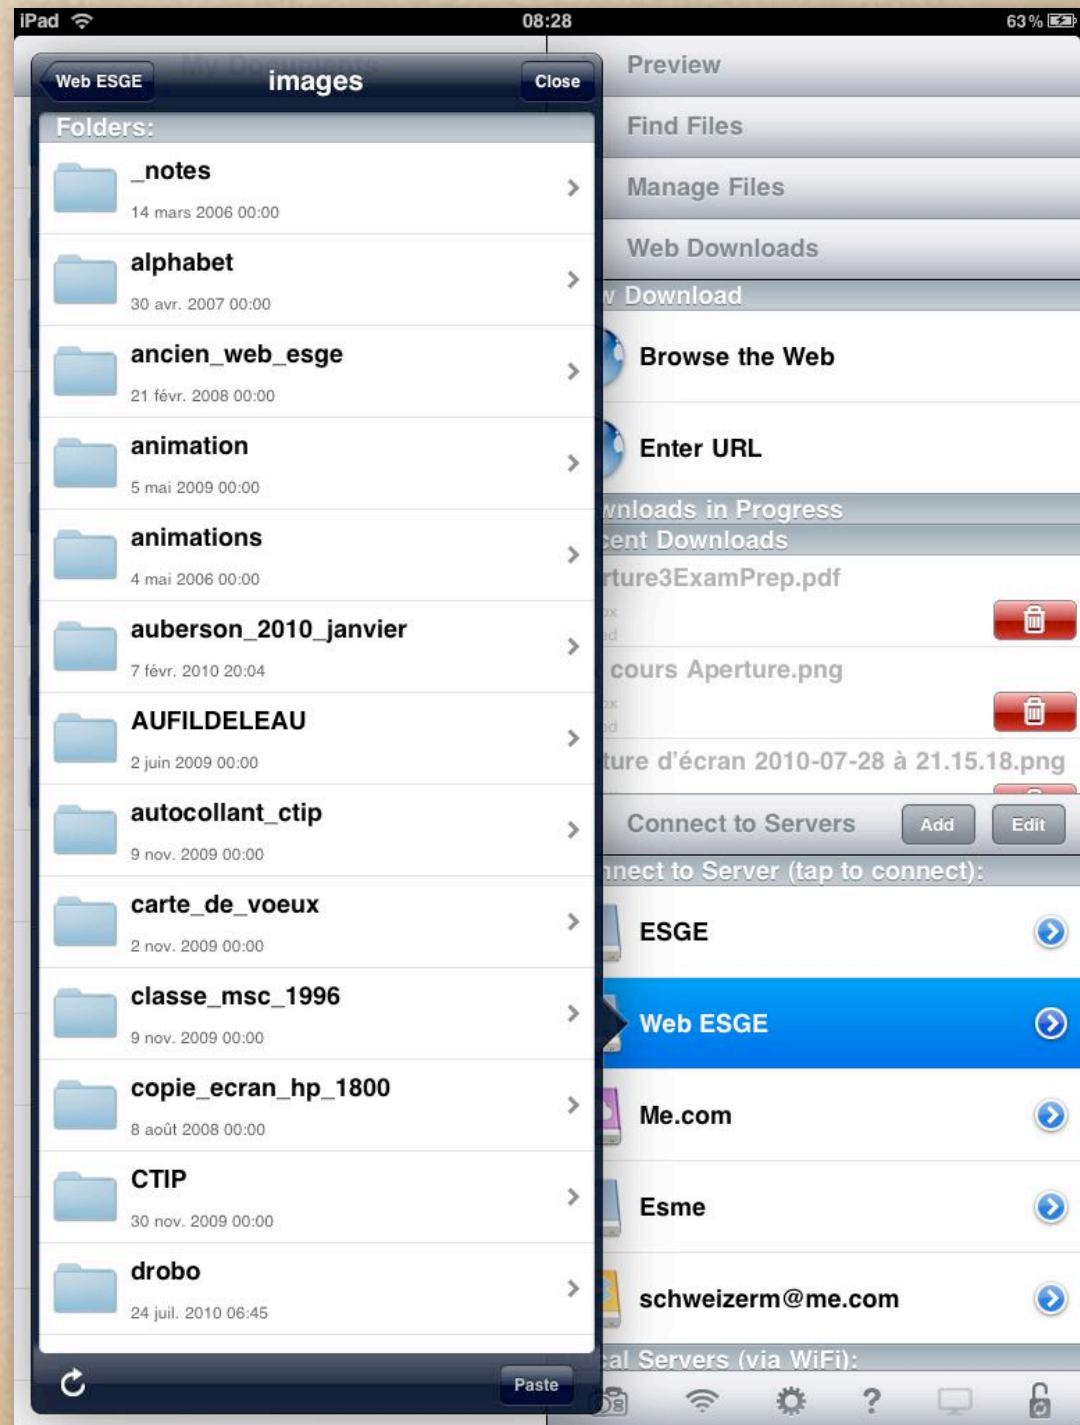 iPad 08:28 63%
My Documents
Web ESGE images Close
Folders:
_notes
14 mars 2006 00:00
alphabet
30 avr. 2007 00:00
ancien_web_esge
21 févr. 2008 00:00
animation
5 mai 2009 00:00
animations
4 mai 2006 00:00
auberson_2010_janvier
7 févr. 2010 20:04
AUFILDELEAU
2 juin 2009 00:00
autocollant_ctip
9 nov. 2009 00:00
carte_de_voeux
2 nov. 2009 00:00
classe_msc_1996
9 nov. 2009 00:00
copie_ecran_hp_1800
8 août 2008 00:00
CTIP
30 nov. 2009 00:00
drobo
24 juil. 2010 06:45
Paste
Preview
Find Files
Manage Files
Web Downloads
w Download
Browse the Web
Enter URL
wnloads in Progress
cent Downloads
rture3ExamPrep.pdf
cours Aperture.png
ture d'écran 2010-07-28 à 21.15.18.png
Connect to Servers Add Edit
nnect to Server (tap to connect):
ESGE
Web ESGE
Me.com
Esme
schweizerm@me.com
cal Servers (via WiFi):
?